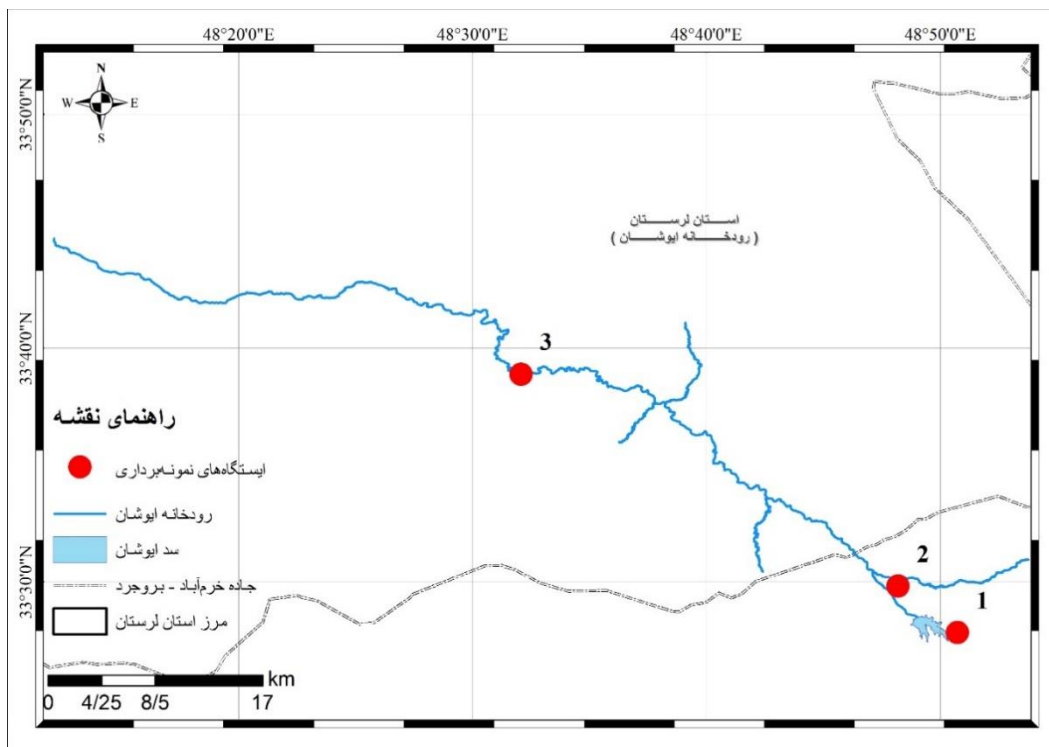 48°20'0"E 48°30'0"E 48°40'0"E 48°50'0"E
N
W E
S
33°50'0"N
استان لرستان
( رودخانه ایوشان )
3
33°40'0"N
راهنمای نقشه
ایستگاه‌های نمونه‌برداری
رودخانه ایوشان
سد ایوشان
جاده خرم‌آباد - بروجرد
مرز استان لرستان
2
33°30'0"N
1
km
0 4/25 8/5 17